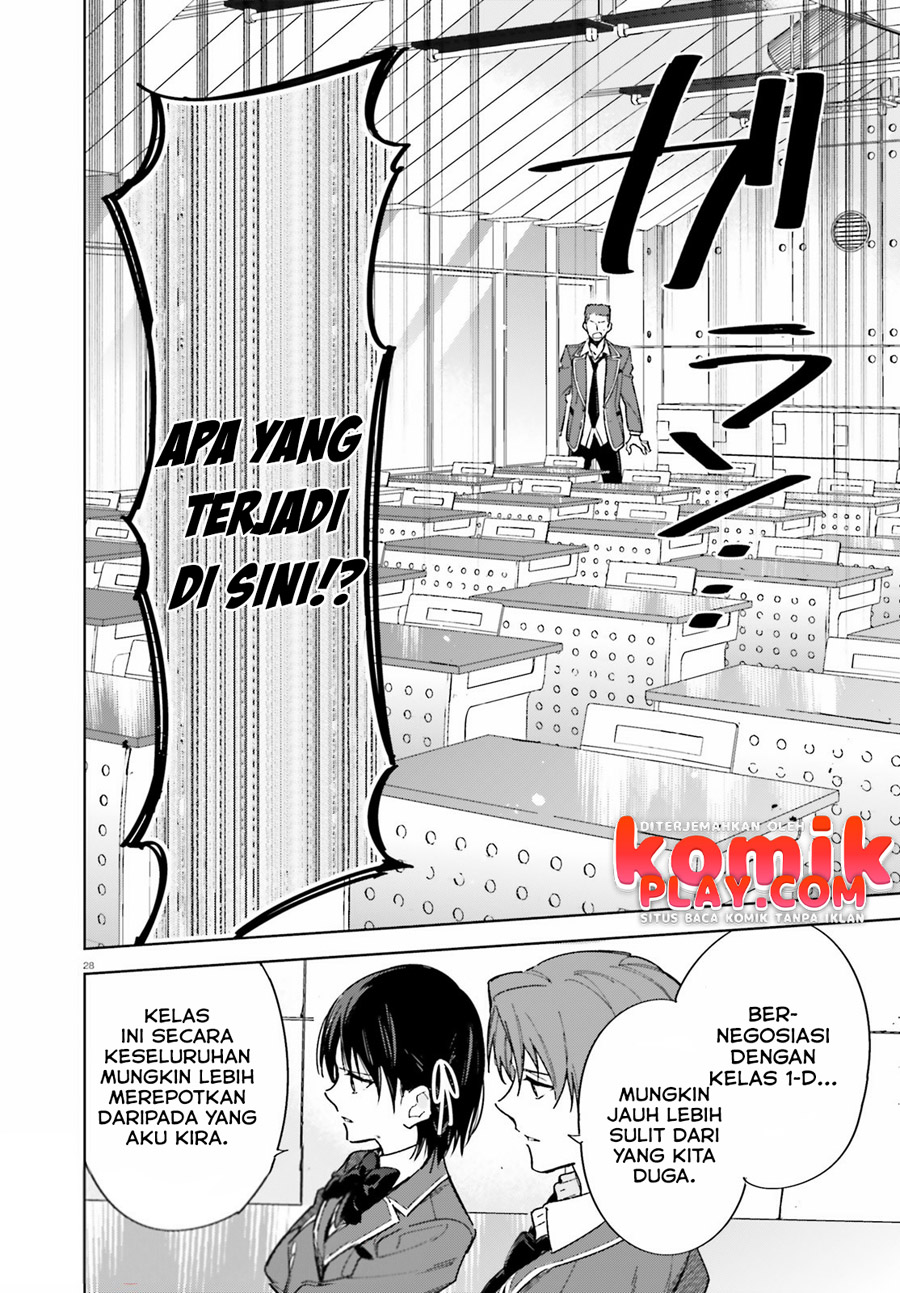 ガ
ラーン
APA YANG
TERJADI
DI SINI!?
DITERJEMAHKAN OLEH
komik
PLAY.COM
SITUS BACA KOMIK TANPA IKLAN
28
BER-
NEGOSIASI
DENGAN
KELAS 1-D...
MUNGKIN
JAUH LEBIH
SULIT DARI
YANG KITA
DUGA.
KELAS
INI SECARA
KESELURUHAN
MUNGKIN LEBIH
MEREPOTKAN
DARIPADA YANG
AKU KIRA.